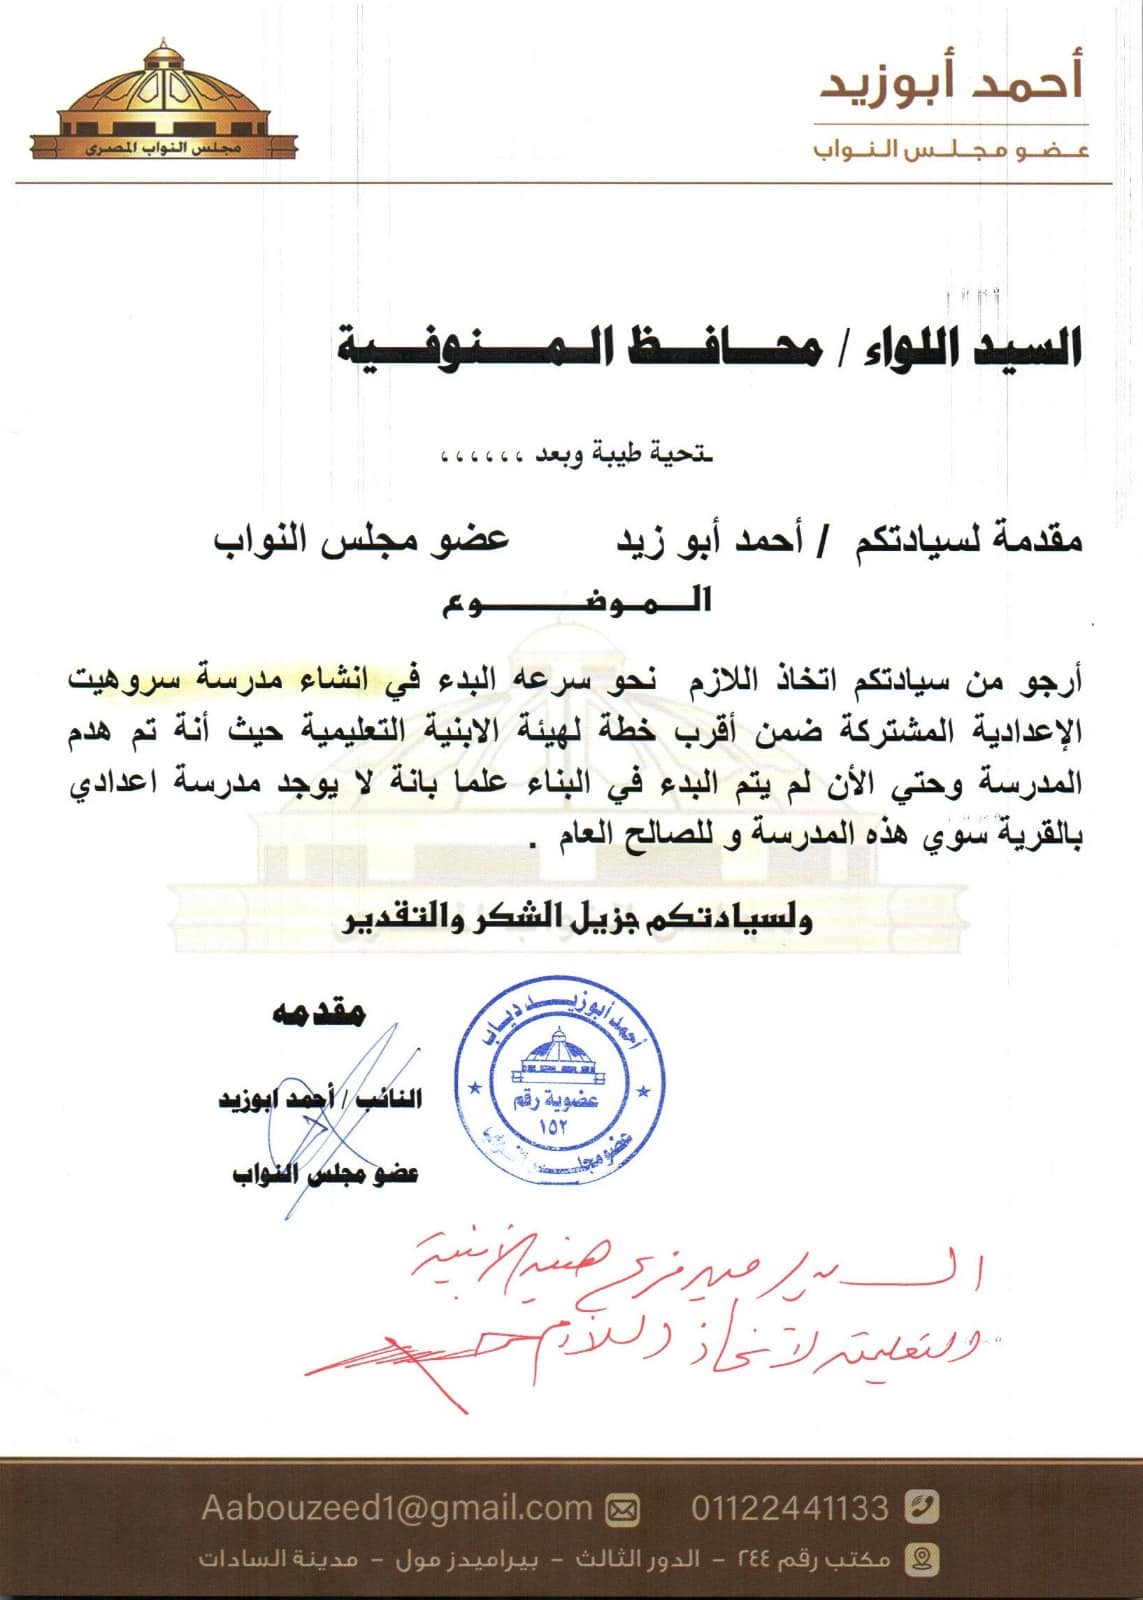 أحمد أبوزيد
عضو مجلس النواب
مجلس النواب المصرى
السيد اللواء / محافظ المنوفية
تحية طيبة وبعد ،،،،،،
مقدمة لسيادتكم / أحمد أبو زيد عضو مجلس النواب
الموضوع
أرجو من سيادتكم اتخاذ اللازم نحو سرعه البدء في انشاء مدرسة سروهيت
الإعدادية المشتركة ضمن أقرب خطة لهيئة الابنية التعليمية حيث أنة تم هدم
المدرسة وحتي الأن لم يتم البدء في البناء علما بانة لا يوجد مدرسة اعدادي
بالقرية سوي هذه المدرسة و للصالح العام .
ولسيادتكم جزيل الشكر والتقدير
مقدمه
النائب / أحمد ابوزيد
عضو مجلس النواب
أحمد أبوزيد دياب
عضوية رقم
١٥٢
عضو مجلس النواب
السيد / مدير فرع هيئة الأبنية
التعليمية لاتخاذ اللازم
01122441133
Aabouzeed1@gmail.com
مكتب رقم ٢٤٤ - الدور الثالث - بيراميدز مول - مدينة السادات